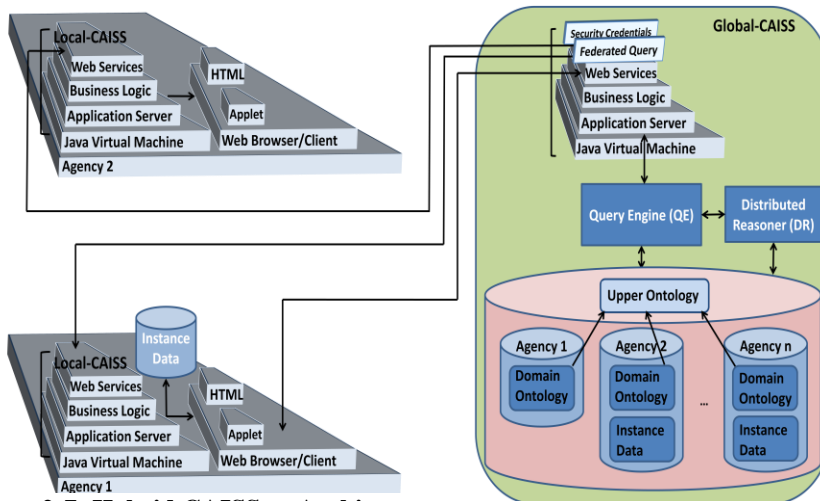 Local-CAISS
Web Services
Business Logic
Application Server
Java Virtual Machine
HTML
Applet
Web Browser/Client
Agency 2
Instance
Data
Local-CAISS
Web Services
Business Logic
Application Server
Java Virtual Machine
HTML
Applet
Web Browser/Client
Agency 1
Global-CAISS
Security Credentials
Federated Query
Web Services
Business Logic
Application Server
Java Virtual Machine
Query Engine (QE)
Distributed
Reasoner (DR)
Upper Ontology
Agency 1
Domain
Ontology
Agency 2
Domain
Ontology
Instance
Data
...
Agency n
Domain
Ontology
Instance
Data